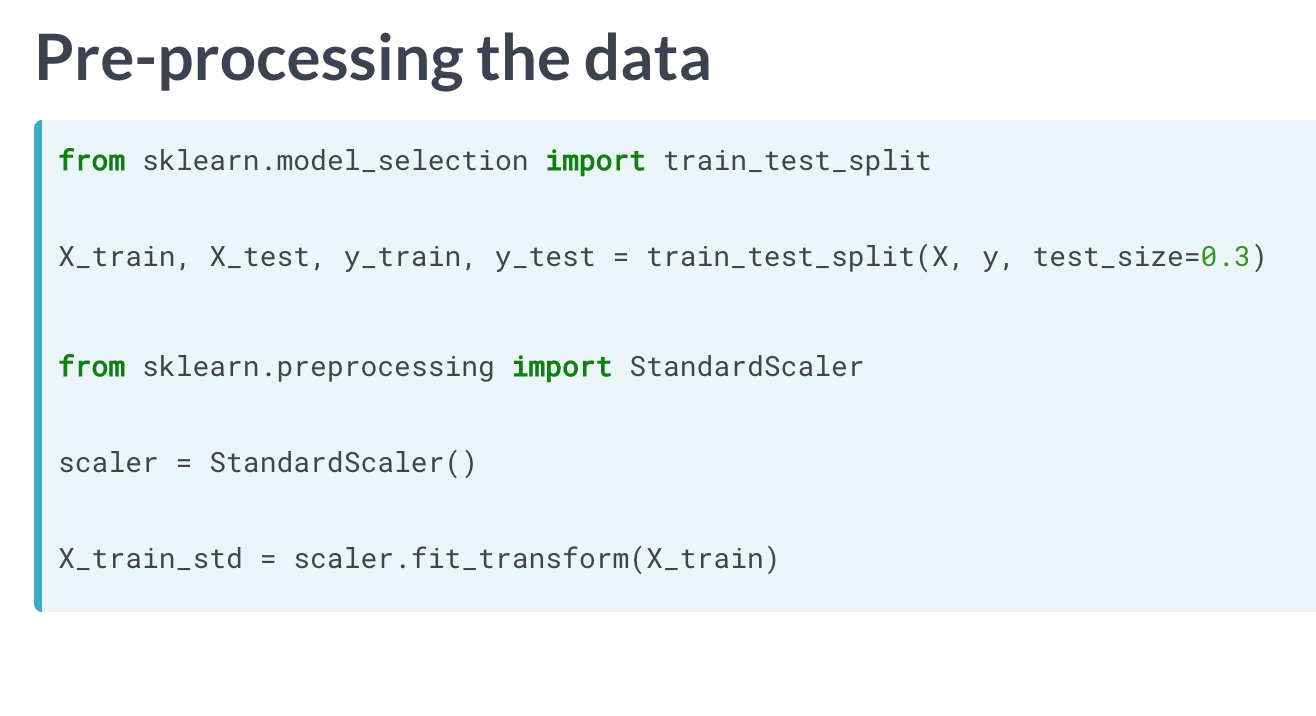 Pre-processing the data
from sklearn.model_selection import train_test_split
X_train, X_test, y_train, y_test = train_test_split(X, y, test_size=0.3)
from sklearn.preprocessing import StandardScaler
scaler = StandardScaler()
X_train_std = scaler.fit_transform(X_train)